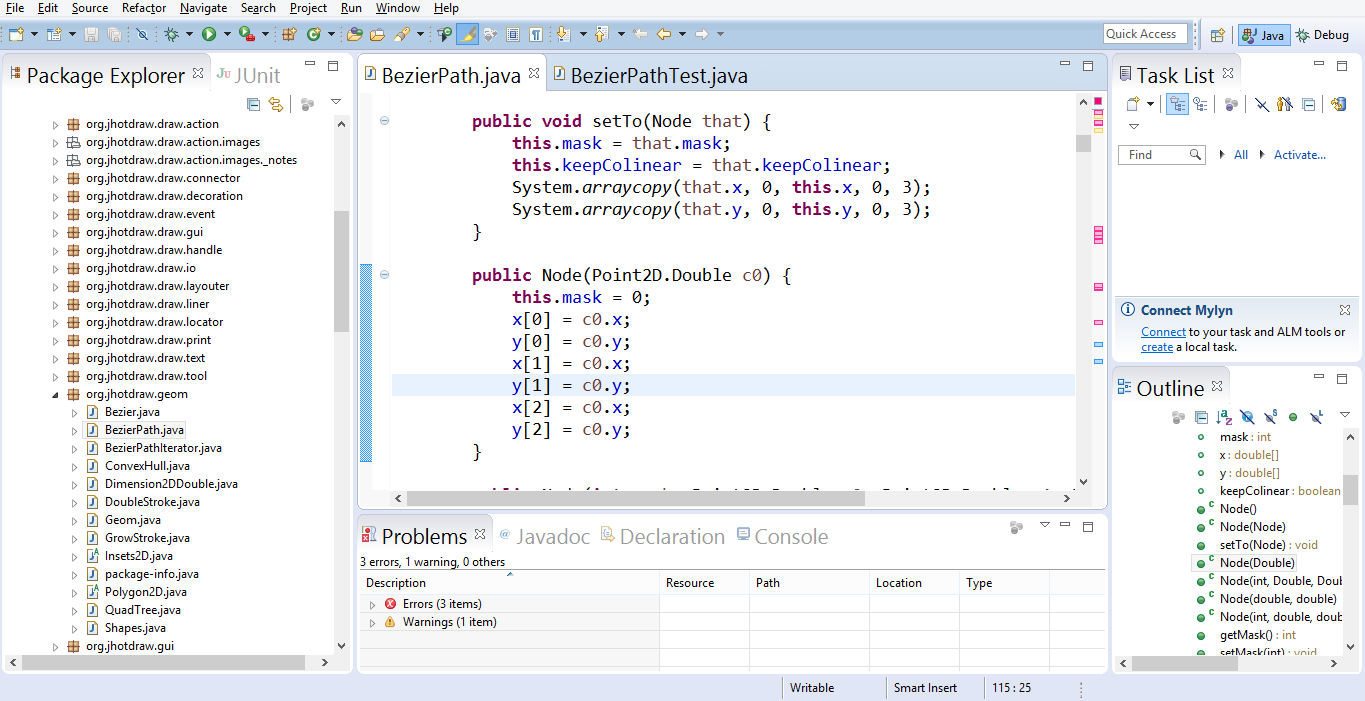 File Edit Source Refactor Navigate Search Project Run Window Help
Quick Access Java Debug
Package Explorer JUnit
org.jhotdraw.draw.action
org.jhotdraw.draw.action.images
org.jhotdraw.draw.action.images._notes
org.jhotdraw.draw.connector
org.jhotdraw.draw.decoration
org.jhotdraw.draw.event
org.jhotdraw.draw.gui
org.jhotdraw.draw.handle
org.jhotdraw.draw.io
org.jhotdraw.draw.layouter
org.jhotdraw.draw.liner
org.jhotdraw.draw.locator
org.jhotdraw.draw.print
org.jhotdraw.draw.text
org.jhotdraw.draw.tool
org.jhotdraw.geom
Bezier.java
BezierPath.java
BezierPathIterator.java
ConvexHull.java
Dimension2DDouble.java
DoubleStroke.java
Geom.java
GrowStroke.java
Insets2D.java
package-info.java
Polygon2D.java
QuadTree.java
Shapes.java
org.jhotdraw.gui
BezierPath.java BezierPathTest.java
public void setTo(Node that) {
this.mask = that.mask;
this.keepColinear = that.keepColinear;
System.arraycopy(that.x, 0, this.x, 0, 3);
System.arraycopy(that.y, 0, this.y, 0, 3);
}
public Node(Point2D.Double c0) {
this.mask = 0;
x[0] = c0.x;
y[0] = c0.y;
x[1] = c0.x;
y[1] = c0.y;
x[2] = c0.x;
y[2] = c0.y;
}
Problems Javadoc Declaration Console
3 errors, 1 warning, 0 others
Description Resource Path Location Type
Errors (3 items)
Warnings (1 item)
Task List
Find All Activate...
Connect Mylyn
Connect to your task and ALM tools or
create a local task.
Outline
mask : int
x : double[]
y : double[]
keepColinear : boolean
Node()
Node(Node)
setTo(Node) : void
Node(Double)
Node(int, Double, Doub
Node(double, double)
Node(int, double, doub
getMask() : int
setMask(int) : void
Writable Smart Insert 115 : 25